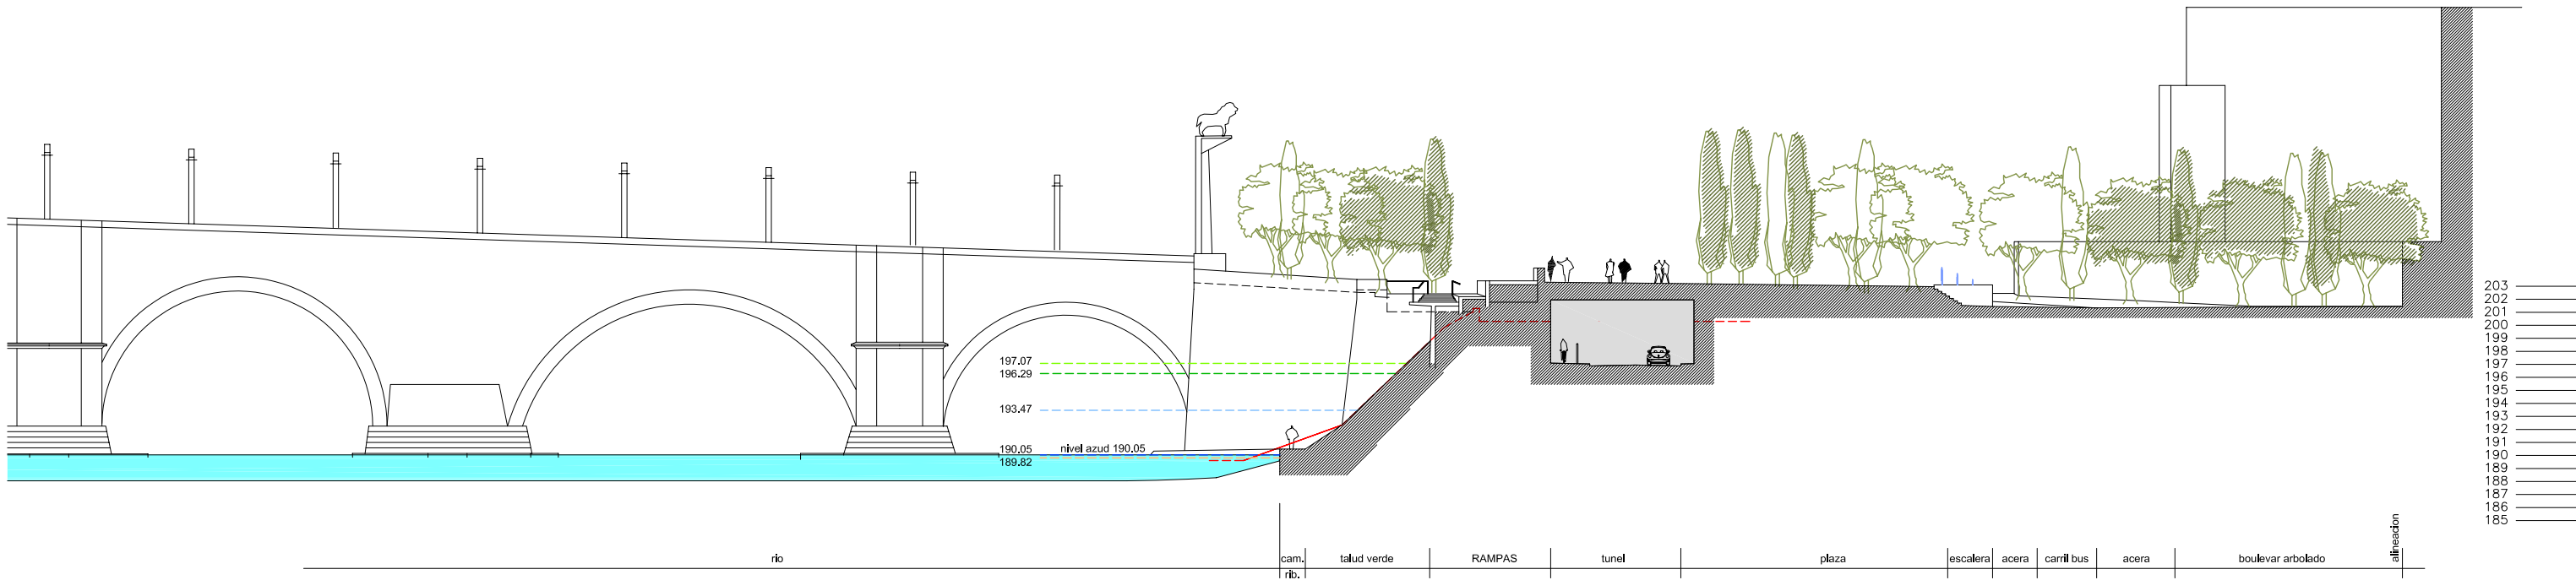 203
202
201
200
199
198
197
196
195
194
193
192
191
190
189
188
187
186
185
197.07
196.29
193.47
190.05
nivel azud 190.05
189.82
alineacion
rio
cam.
talud verde
RAMPAS
tunel
plaza
escalera
acera
carril bus
acera
boulevar arbolado
rib.